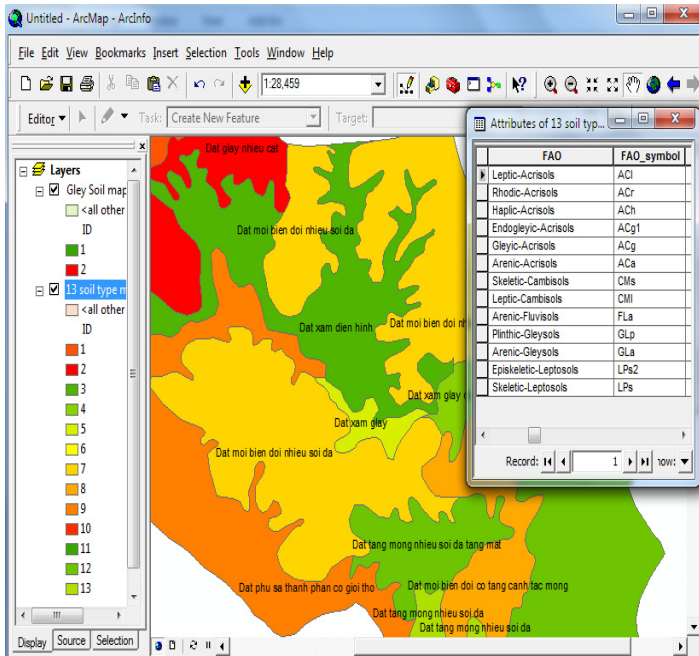 Untitled - ArcMap - ArcInfo
File Edit View Bookmarks Insert Selection Tools Window Help
1:28,459
Editor Task: Create New Feature Target:
Layers
Gley Soil map
<all other
ID
1
2
13 soil type m
<all other
ID
1
2
3
4
5
6
7
8
9
10
11
12
13
Display Source Selection
Dat glay nhieu cat
Dat moi bien doi nhieu soi da
Dat xam dien hinh
Dat moi bien doi nh
Dat xam glay
Dat xam glay
Dat moi bien doi nhieu soi da
Dat tang mong nhieu soi da tang mat
Dat phu sa thanh phan co gioi tho
Dat moi bien doi co tang canh tac mong
Dat tang mong nhieu soi da
Dat tang mong nhieu soi da
Attributes of 13 soil typ...
FAO FAO_symbol
Leptic-Acrisols ACl
Rhodic-Acrisols ACr
Haplic-Acrisols ACh
Endogleyic-Acrisols ACg1
Gleyic-Acrisols ACg
Arenic-Acrisols ACa
Skeletic-Cambisols CMs
Leptic-Cambisols CMl
Arenic-Fluvisols FLa
Plinthic-Gleysols GLp
Arenic-Gleysols GLa
Episkeletic-Leptosols LPs2
Skeletic-Leptosols LPs
Record: 1 how: